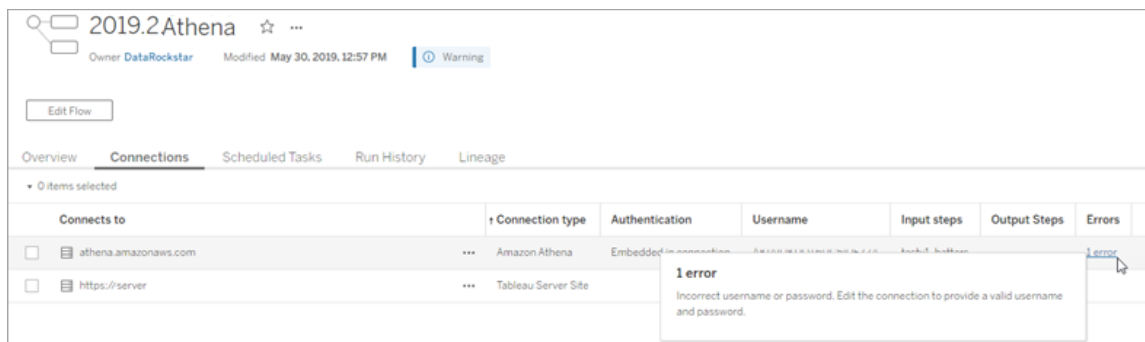 2019.2 Athena
Owner DataRockstar Modified May 30, 2019, 12:57 PM Warning
Edit Flow
Overview Connections Scheduled Tasks Run History Lineage
0 items selected
Connects to ↑ Connection type Authentication Username Input steps Output Steps Errors
athena.amazonaws.com ... Amazon Athena Embedded in connection 1 error
https://server ... Tableau Server Site
1 error
Incorrect username or password. Edit the connection to provide a valid username
and password.